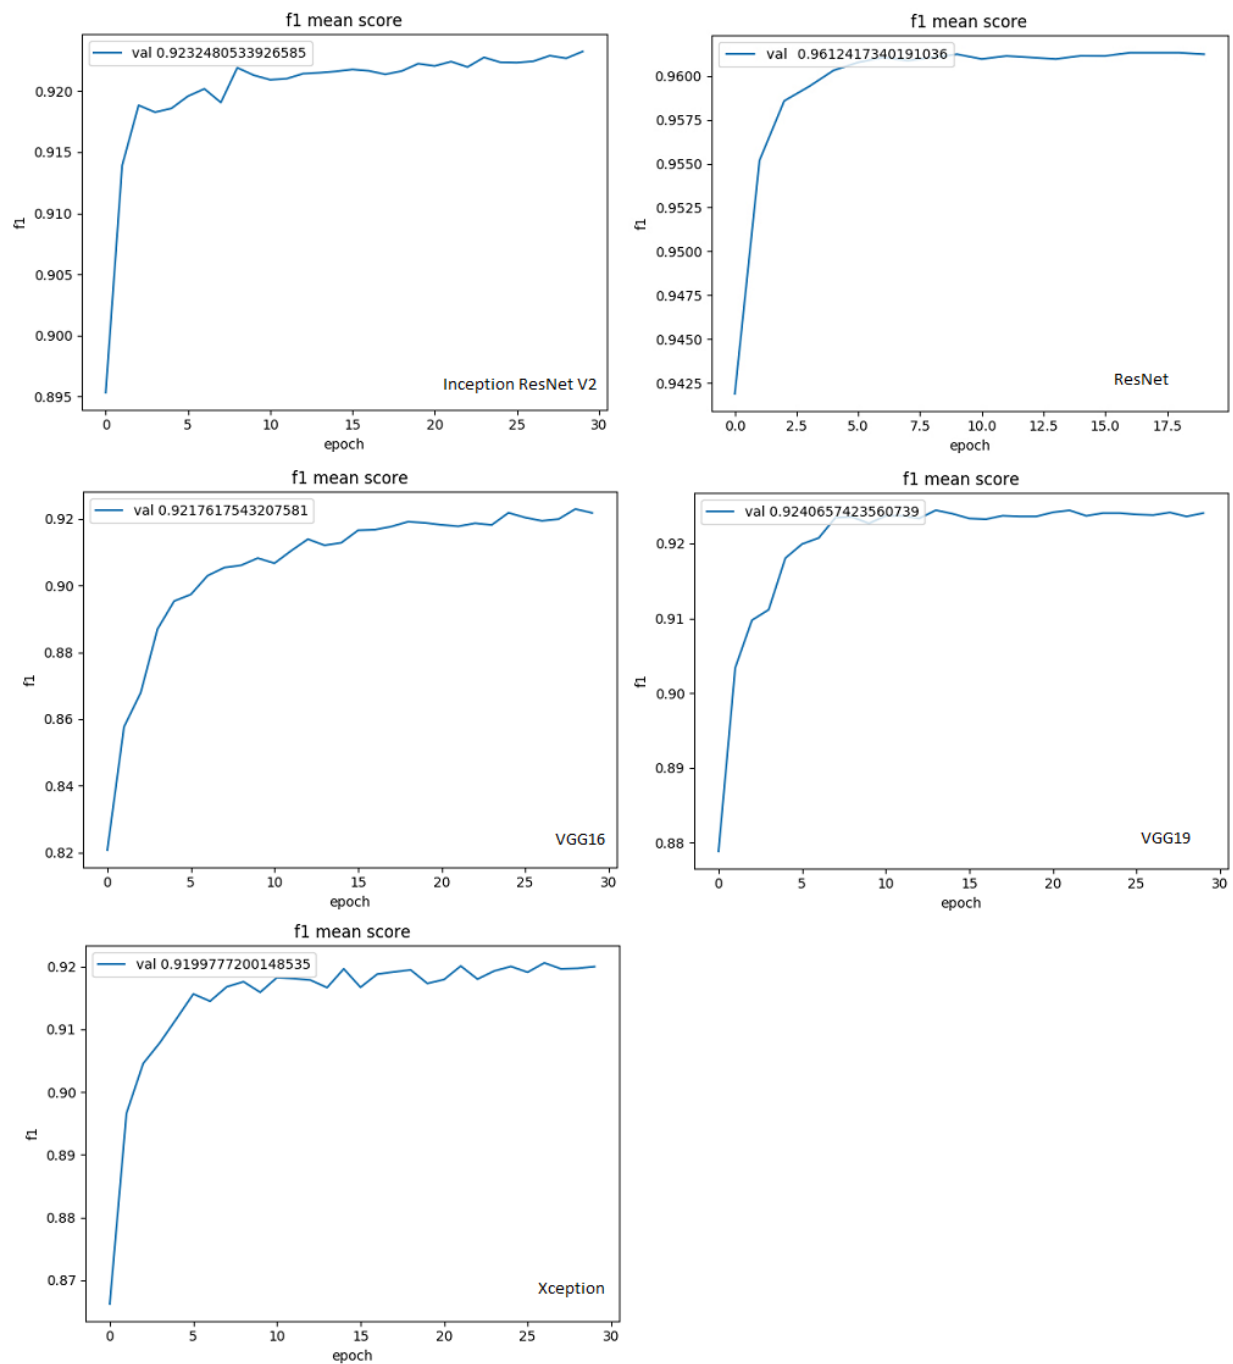 f1 mean score
val 0.9232480533926585
0.920
0.915
0.910
0.905
0.900
0.895
f1
Inception ResNet V2
0 5 10 15 20 25 30
epoch
f1 mean score
val 0.9612417340191036
0.9600
0.9575
0.9550
0.9525
0.9500
0.9475
0.9450
0.9425
f1
ResNet
0.0 2.5 5.0 7.5 10.0 12.5 15.0 17.5
epoch
f1 mean score
val 0.9217617543207581
0.92
0.90
0.88
0.86
0.84
0.82
f1
VGG16
0 5 10 15 20 25 30
epoch
f1 mean score
val 0.9240657423560739
0.92
0.91
0.90
0.89
0.88
f1
VGG19
0 5 10 15 20 25 30
epoch
f1 mean score
val 0.9199777200148535
0.92
0.91
0.90
0.89
0.88
0.87
f1
Xception
0 5 10 15 20 25 30
epoch